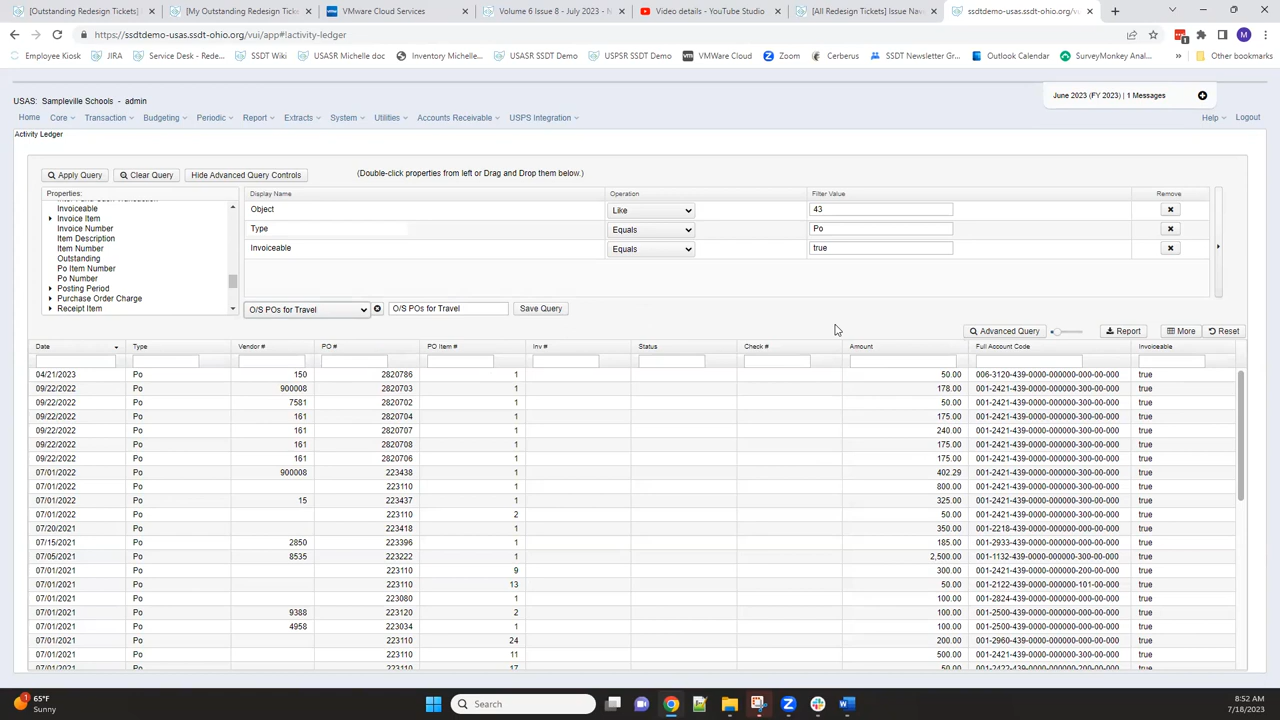 [Outstanding Redesign Tickets]
[My Outstanding Redesign Tickets
VMware Cloud Services
Volume 6 Issue 8 - July 2023 - N
Video details - YouTube Studio
[All Redesign Tickets] Issue Nav
ssdtdemo-usas.ssdt-ohio.org/vu
https://ssdtdemo-usas.ssdt-ohio.org/vui/app#!activity-ledger
Employee Kiosk JIRA Service Desk - Rede... SSDT Wiki USASR Michelle doc Inventory Michelle... USASR SSDT Demo USPSR SSDT Demo VMWare Cloud Zoom Cerberus SSDT Newsletter Gr... Outlook Calendar SurveyMonkey Anal... Other bookmarks
USAS: Sampleville Schools - admin
June 2023 (FY 2023) | 1 Messages
Home Core Transaction Budgeting Periodic Report Extracts System Utilities Accounts Receivable USPS Integration Help Logout
Activity Ledger
Apply Query Clear Query Hide Advanced Query Controls (Double-click properties from left or Drag and Drop them below.)
Properties:
Invoiceable
Invoice Item
Invoice Number
Item Description
Item Number
Outstanding
Po Item Number
Po Number
Posting Period
Purchase Order Charge
Receipt Item
Display Name Operation Filter Value Remove
Object Like 43
Type Equals Po
Invoiceable Equals true
O/S POs for Travel O/S POs for Travel Save Query
Advanced Query Report More Reset
Date Type Vendor # PO # PO Item # Inv # Status Check # Amount Full Account Code Invoiceable
04/21/2023 Po 150 2820786 1 50.00 006-3120-439-0000-000000-000-00-000 true
09/22/2022 Po 900008 2820703 1 178.00 001-2421-439-0000-000000-300-00-000 true
09/22/2022 Po 7581 2820702 1 50.00 001-2421-439-0000-000000-300-00-000 true
09/22/2022 Po 161 2820704 1 175.00 001-2421-439-0000-000000-300-00-000 true
09/22/2022 Po 161 2820707 1 240.00 001-2421-439-0000-000000-300-00-000 true
09/22/2022 Po 161 2820708 1 175.00 001-2421-439-0000-000000-300-00-000 true
09/22/2022 Po 161 2820706 1 175.00 001-2421-439-0000-000000-300-00-000 true
07/01/2022 Po 900008 223438 1 402.29 001-2421-439-0000-000000-300-00-000 true
07/01/2022 Po 223110 1 800.00 001-2421-439-0000-000000-300-00-000 true
07/01/2022 Po 15 223437 1 325.00 001-2421-439-0000-000000-300-00-000 true
07/01/2022 Po 223110 2 50.00 001-2421-439-0000-000000-300-00-000 true
07/20/2021 Po 223418 1 350.00 001-2218-439-0000-000000-000-00-000 true
07/15/2021 Po 2850 223396 1 185.00 001-2933-439-0000-000000-000-00-000 true
07/05/2021 Po 8535 223222 1 2,500.00 001-1132-439-0000-000000-300-00-000 true
07/01/2021 Po 223110 9 300.00 001-2421-439-0000-000000-200-00-000 true
07/01/2021 Po 223110 13 50.00 001-2122-439-0000-000000-101-00-000 true
07/01/2021 Po 223080 1 100.00 001-2824-439-0000-000000-000-00-000 true
07/01/2021 Po 9388 223120 2 100.00 001-2500-439-0000-000000-000-00-000 true
07/01/2021 Po 4958 223034 1 100.00 001-2500-439-0000-000000-000-00-000 true
07/01/2021 Po 223110 24 200.00 001-2960-439-0000-000000-000-00-000 true
07/01/2021 Po 223110 11 500.00 001-2421-439-0000-000000-000-00-000 true
07/01/2021 Po 223110 17 50.00 001-2422-439-0000-000000-200-00-000 true
65°F
Sunny
Search
8:52 AM
7/18/2023